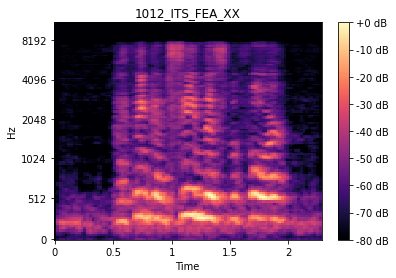 1012_ITS_FEA_XX
+0 dB
8192
-10 dB
4096
-20 dB
-30 dB
2048
Hz
-40 dB
1024
-50 dB
512
-60 dB
-70 dB
0
-80 dB
0 0.5 1 1.5 2
Time